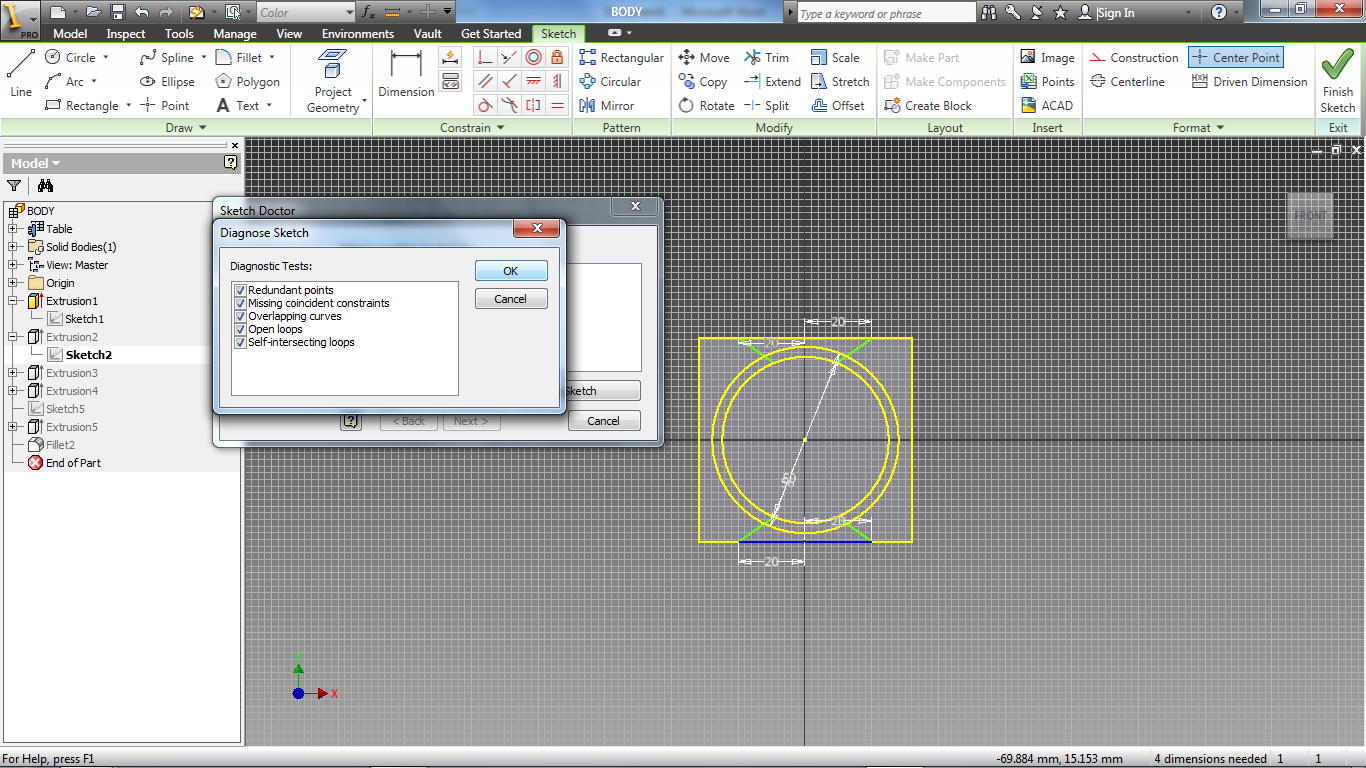 PRO
Color
BODY
Type a keyword or phrase
Sign In
Model Inspect Tools Manage View Environments Vault Get Started Sketch
Line
Circle
Arc
Rectangle
Spline
Ellipse
Point
Fillet
Polygon
Text
Project
Geometry
Dimension
Rectangular
Circular
Mirror
Move
Copy
Rotate
Trim
Extend
Split
Scale
Stretch
Offset
Make Part
Make Components
Create Block
Image
Points
ACAD
Construction
Centerline
Center Point
Driven Dimension
Finish
Sketch
Draw
Constrain
Pattern
Modify
Layout
Insert
Format
Exit
Model
BODY
Table
Solid Bodies(1)
View: Master
Origin
Extrusion1
Sketch1
Extrusion2
Sketch2
Extrusion3
Extrusion4
Sketch5
Extrusion5
Fillet2
End of Part
Sketch Doctor
Diagnose Sketch
Diagnostic Tests:
Redundant points
Missing coincident constraints
Overlapping curves
Open loops
Self-intersecting loops
OK
Cancel
Sketch
< Back
Next >
Cancel
FRONT
20
20
20
20
X
For Help, press F1
-69.884 mm, 15.153 mm
4 dimensions needed
1
1